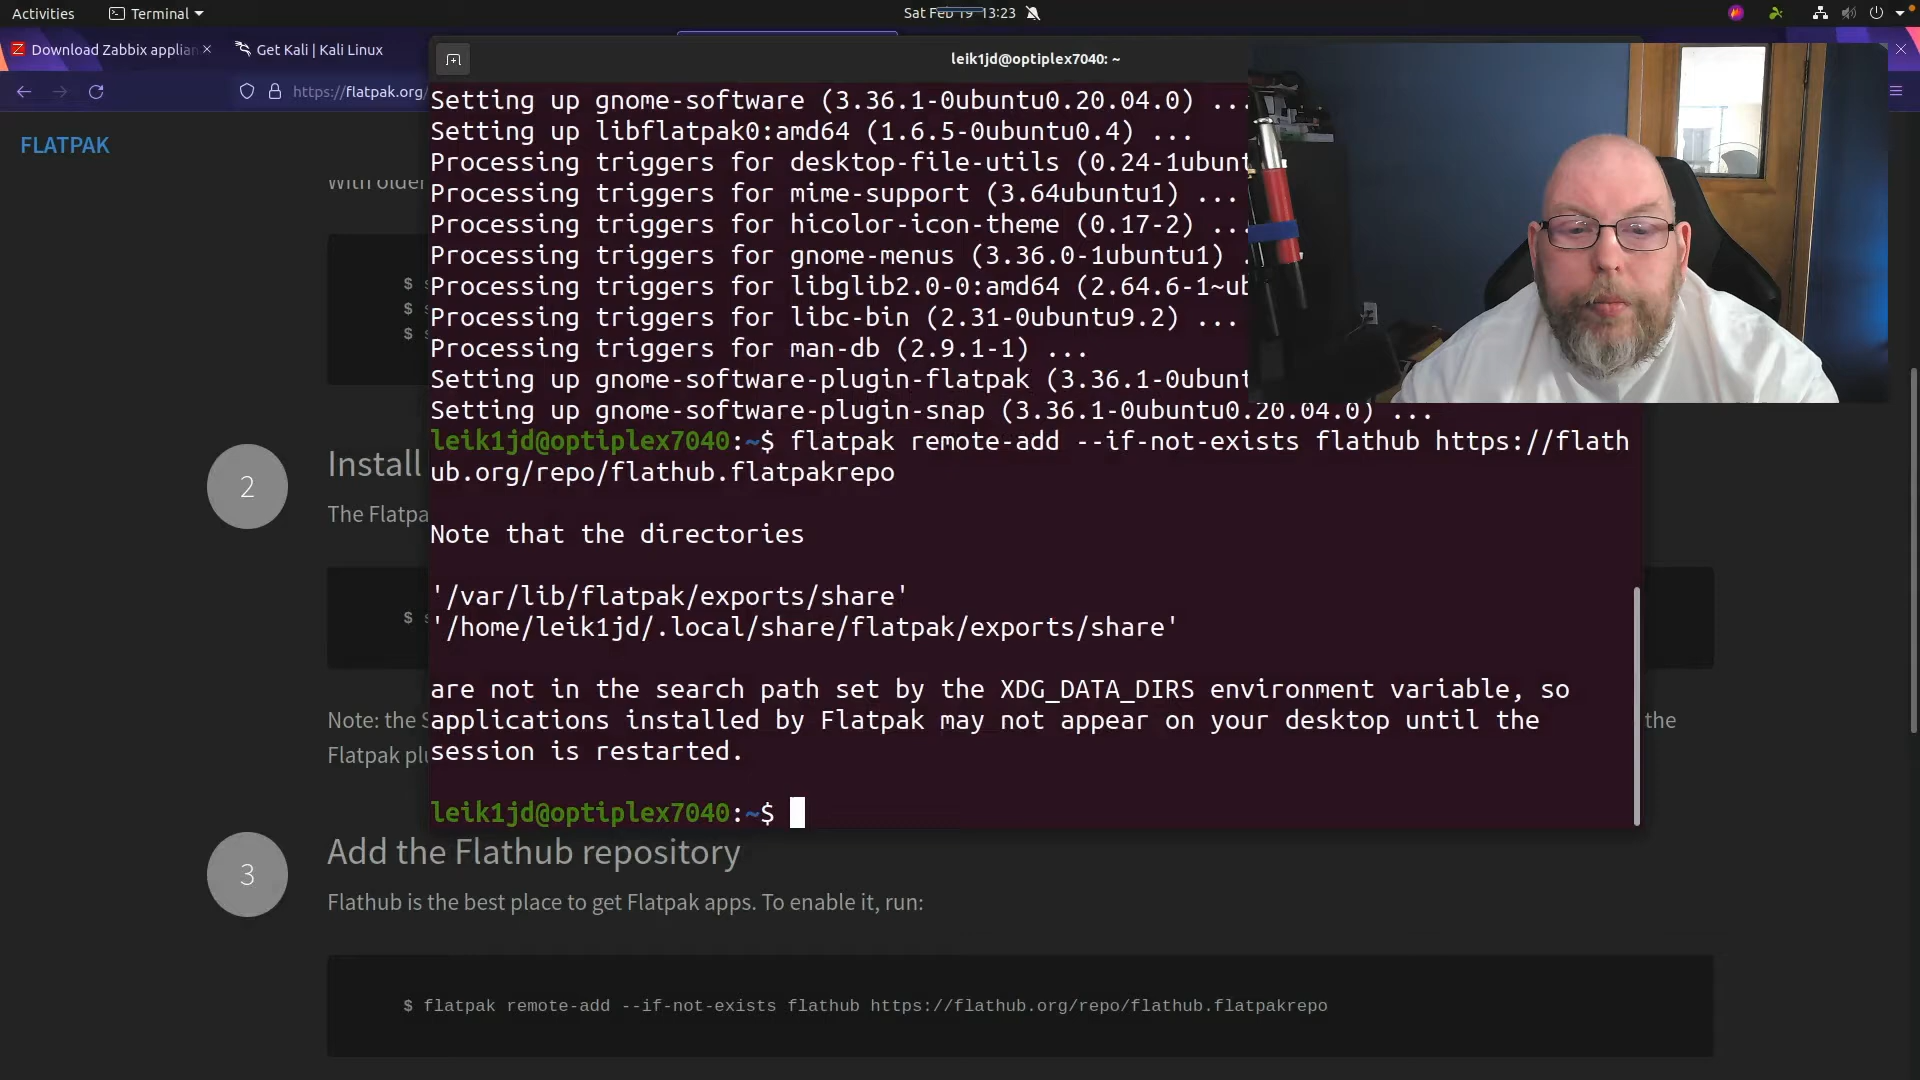 Activities
Terminal
Sat Feb 19 13:23
Download Zabbix applian
Get Kali | Kali Linux
https://flatpak.org/
leik1jd@optiplex7040: ~
FLATPAK
With older
$ s
$ s
$ s
Setting up gnome-software (3.36.1-0ubuntu0.20.04.0) ...
Setting up libflatpak0:amd64 (1.6.5-0ubuntu0.4) ...
Processing triggers for desktop-file-utils (0.24-1ubunt
Processing triggers for mime-support (3.64ubuntu1) ...
Processing triggers for hicolor-icon-theme (0.17-2) ...
Processing triggers for gnome-menus (3.36.0-1ubuntu1) .
Processing triggers for libglib2.0-0:amd64 (2.64.6-1~ub
Processing triggers for libc-bin (2.31-0ubuntu9.2) ...
Processing triggers for man-db (2.9.1-1) ...
Setting up gnome-software-plugin-flatpak (3.36.1-0ubunt
Setting up gnome-software-plugin-snap (3.36.1-0ubuntu0.20.04.0) ...
leik1jd@optiplex7040:~$ flatpak remote-add --if-not-exists flathub https://flath
ub.org/repo/flathub.flatpakrepo
Note that the directories
'/var/lib/flatpak/exports/share'
'/home/leik1jd/.local/share/flatpak/exports/share'
are not in the search path set by the XDG_DATA_DIRS environment variable, so
applications installed by Flatpak may not appear on your desktop until the
session is restarted.
leik1jd@optiplex7040:~$
2
Install
The Flatpa
$ s
Note: the S
the
Flatpak plu
3
Add the Flathub repository
Flathub is the best place to get Flatpak apps. To enable it, run:
$ flatpak remote-add --if-not-exists flathub https://flathub.org/repo/flathub.flatpakrepo